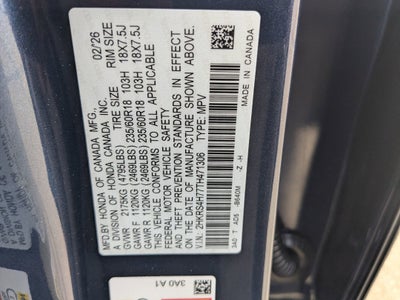 MFD. BY HONDA OF CANADA MFG., 02/26
A DIVISION OF HONDA CANADA INC.
TIRE SIZE RIM SIZE
GVWR 2175KG (4795LBS)
GAWR F 1120KG (2469LBS) 235/60R18 103H 18X7.5J
GAWR R 1120KG (2469LBS) 235/60R18 103H 18X7.5J
THIS VEHICLE CONFORMS TO ALL APPLICABLE
FEDERAL MOTOR VEHICLE SAFETY
AND THEFT PREVENTION STANDARDS IN EFFECT
ON THE DATE OF MANUFACTURE SHOWN ABOVE.
V.I.N.: 2HKRS4H77TH471306 TYPE: MPV
MADE IN CANADA
3A0 A1